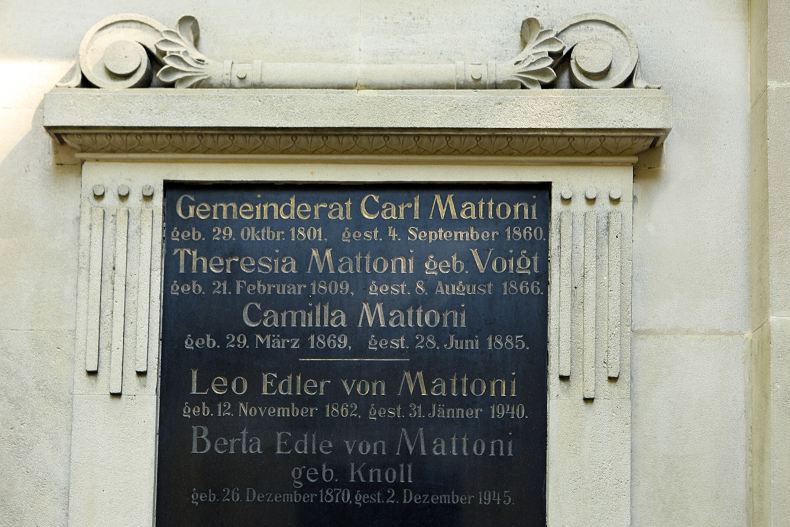 Gemeinderat Carl Mattoni
geb. 29. Oktbr. 1801. gest. 4. September 1860.
Theresia Mattoni geb. Voigt
geb. 21. Februar 1809, gest. 8. August 1866.
Camilla Mattoni
geb. 29. März 1869, gest. 28. Juni 1885.
Leo Edler von Mattoni
geb. 12. November 1862, gest. 31. Jänner 1940.
Berta Edle von Mattoni
geb. Knoll
geb. 26. Dezember 1870, gest. 2. Dezember 1945.